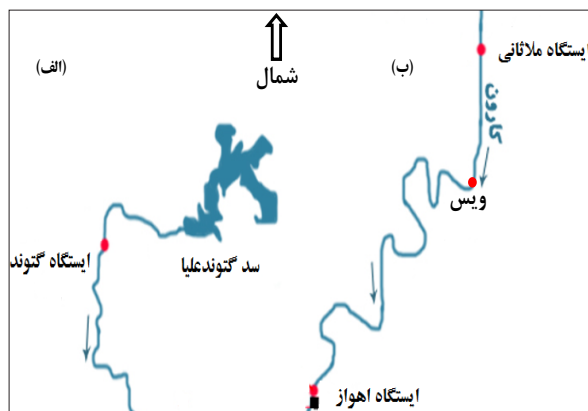 ایستگاه ملاثانی
(ب)
(الف)
شمال
کارون
ویس
ایستگاه گتوند
سد گتوندعلیا
ایستگاه اهواز